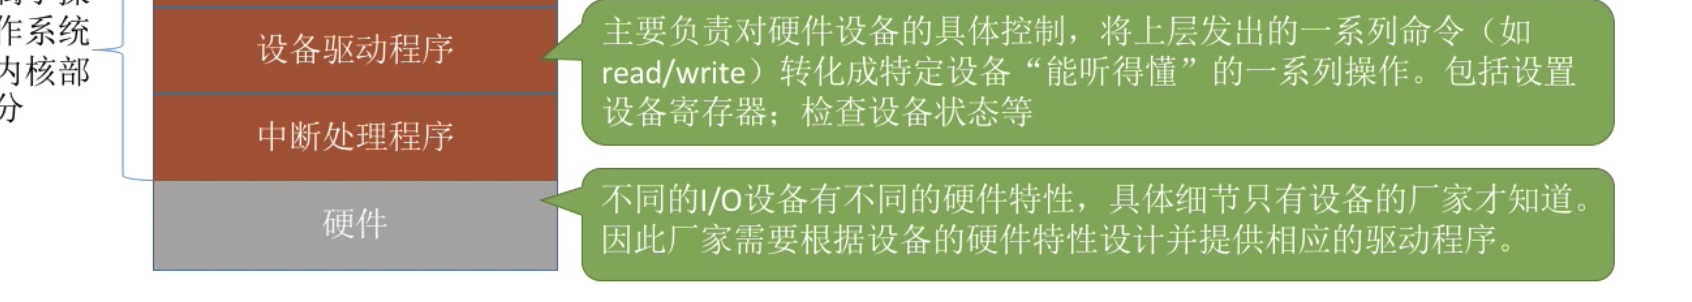 作系统
内核部
分
设备驱动程序
中断处理程序
硬件
主要负责对硬件设备的具体控制，将上层发出的一系列命令（如
read/write）转化成特定设备“能听得懂”的一系列操作。包括设置
设备寄存器；检查设备状态等
不同的I/O设备有不同的硬件特性，具体细节只有设备的厂家才知道。
因此厂家需要根据设备的硬件特性设计并提供相应的驱动程序。